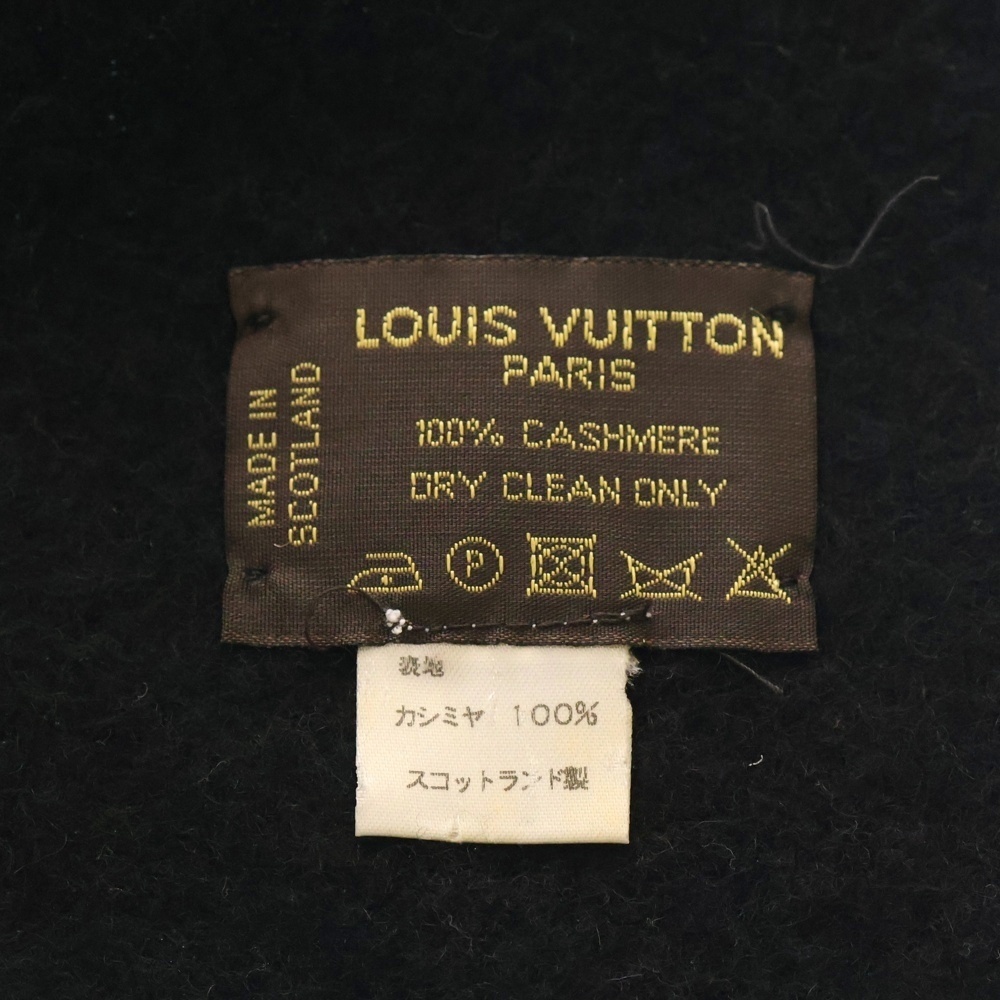 LOUIS VUITTON
PARIS
100% CASHMERE
DRY CLEAN ONLY
MADE IN
SCOTLAND
P
表地
カシミヤ 100%
スコットランド製